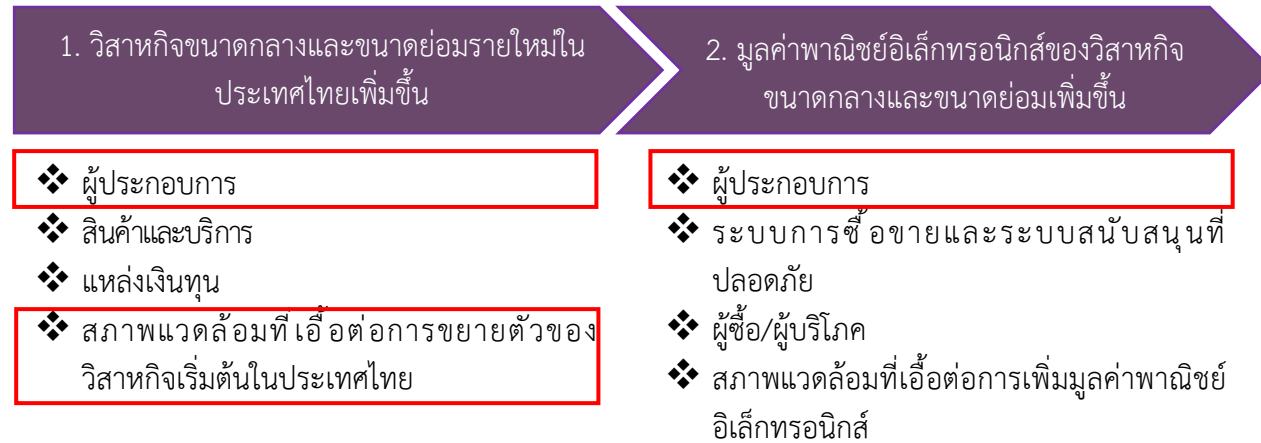 1. วิสาหกิจขนาดกลางและขนาดย่อมรายใหม่ใน
ประเทศไทยเพิ่มขึ้น
❖ ผู้ประกอบการ
❖ สินค้าและบริการ
❖ แหล่งเงินทุน
❖ สภาพแวดล้อมที่เอื้อต่อการขยายตัวของ
วิสาหกิจเริ่มต้นในประเทศไทย
2. มูลค่าพาณิชย์อิเล็กทรอนิกส์ของวิสาหกิจ
ขนาดกลางและขนาดย่อมเพิ่มขึ้น
❖ ผู้ประกอบการ
❖ ระบบการซื้อขายและระบบสนับสนุนที่
ปลอดภัย
❖ ผู้ซื้อ/ผู้บริโภค
❖ สภาพแวดล้อมที่เอื้อต่อการเพิ่มมูลค่าพาณิชย์
อิเล็กทรอนิกส์